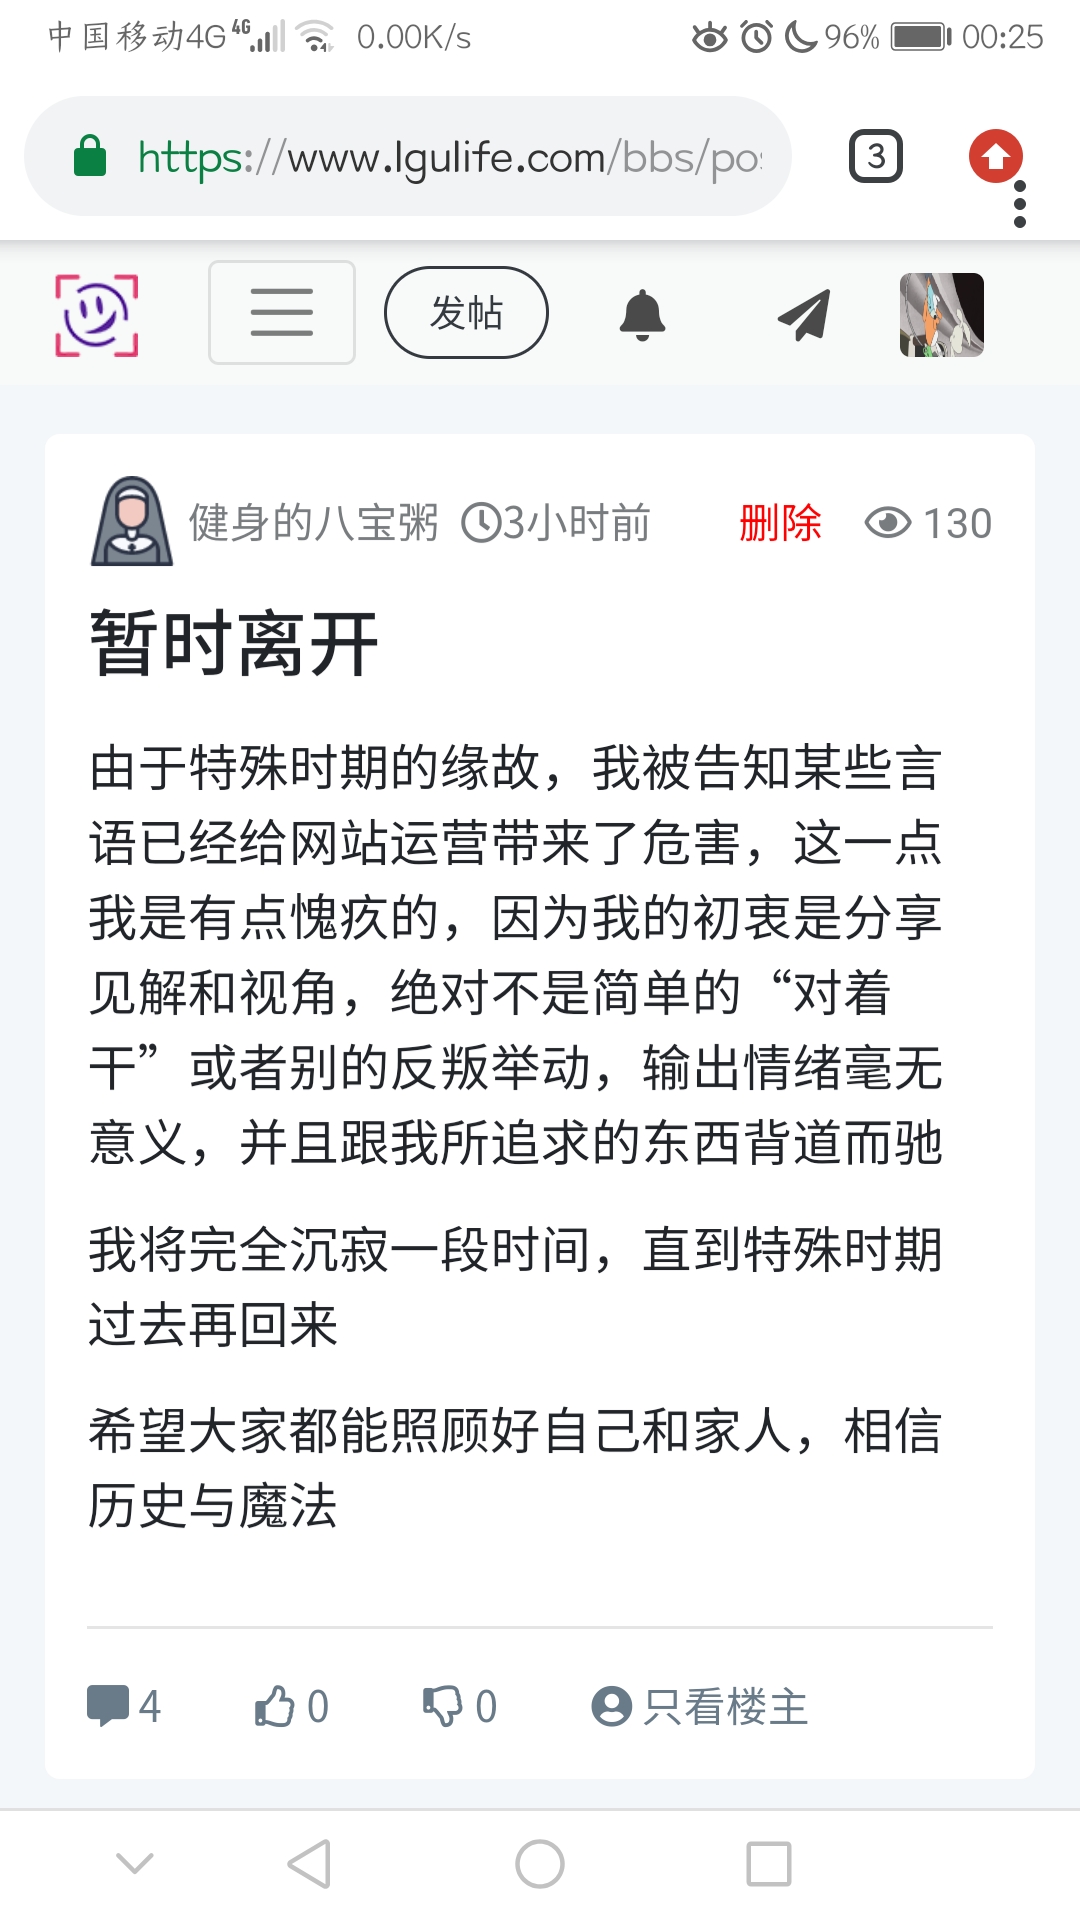 中国移动4G 4G 0.00K/s 96% 00:25
https://www.lgulife.com/bbs/po
3
发帖
健身的八宝粥 3小时前 删除 130
暂时离开
由于特殊时期的缘故，我被告知某些言
语已经给网站运营带来了危害，这一点
我是有点愧疚的，因为我的初衷是分享
见解和视角，绝对不是简单的“对着
干”或者别的反叛举动，输出情绪毫无
意义，并且跟我所追求的东西背道而驰
我将完全沉寂一段时间，直到特殊时期
过去再回来
希望大家都能照顾好自己和家人，相信
历史与魔法
4 0 0 只看楼主